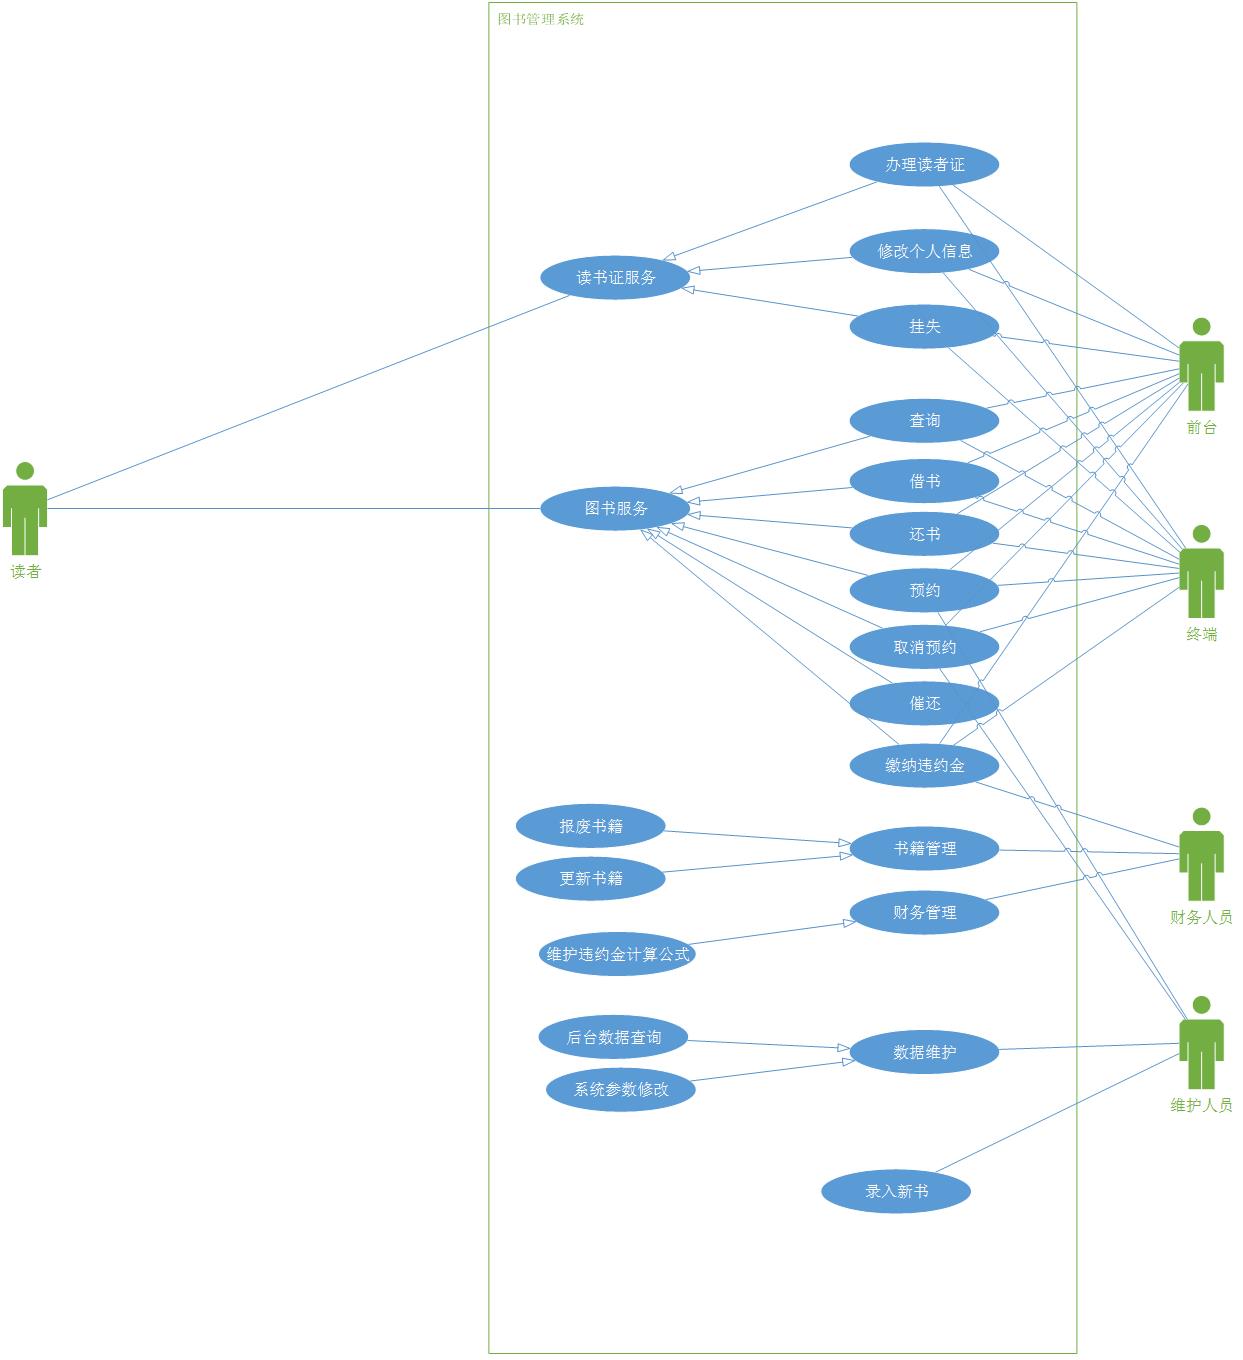 图书管理系统
办理读者证
修改个人信息
读书证服务
挂失
查询
前台
借书
图书服务
还书
读者
预约
终端
取消预约
催还
缴纳违约金
报废书籍
书籍管理
更新书籍
财务管理
财务人员
维护违约金计算公式
后台数据查询
数据维护
系统参数修改
维护人员
录入新书